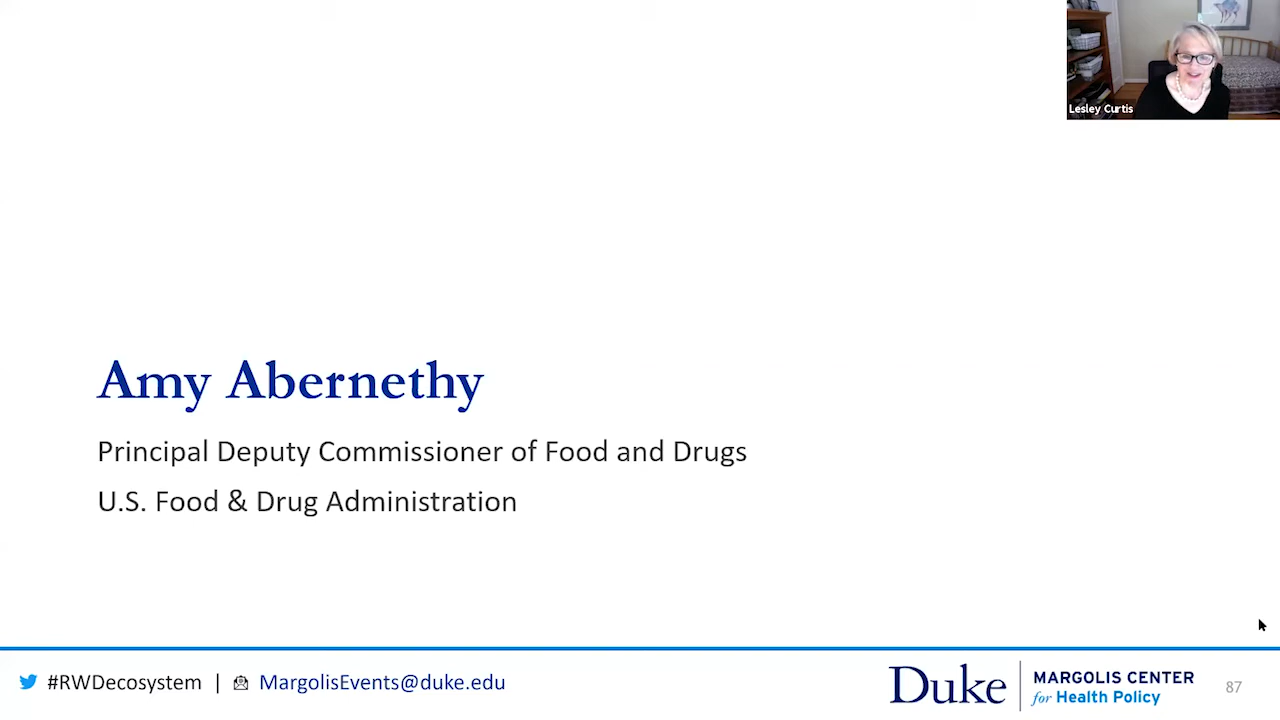 Lesley Curtis
Amy Abernethy
Principal Deputy Commissioner of Food and Drugs
U.S. Food & Drug Administration
#RWDecosystem | MargolisEvents@duke.edu
Duke
MARGOLIS CENTER
for Health Policy
87